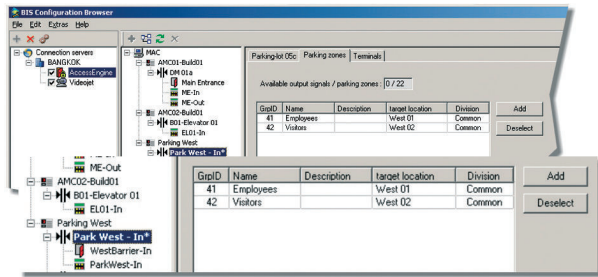 BIS Configuration Browser
File Edit Extras Help
Connection servers
BANGKOK
AccessEngine
Videojet
MAC
AMC01-Build01
DM 01a
Main Entrance
ME-In
ME-Out
AMC02-Build01
B01-Elevator 01
EL01-In
Parking West
Park West - In*
Parking-lot 05c Parking zones Terminals
Available output signals / parking zones : 0 / 22
GrpID Name Description target location Division
41 Employees West 01 Common
42 Visitors West 02 Common
Add
Deselect
ME-Out
AMC02-Build01
B01-Elevator 01
EL01-In
Parking West
Park West - In*
WestBarrier-In
ParkWest-In
GrpID Name Description target location Division
41 Employees West 01 Common
42 Visitors West 02 Common
Add
Deselect